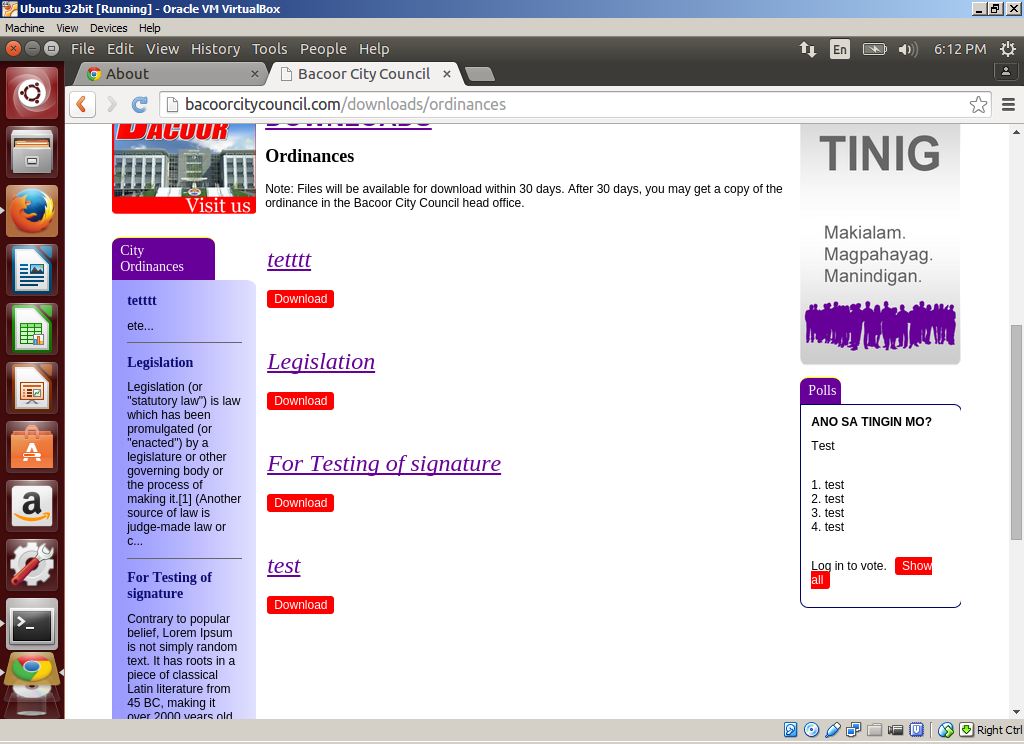 Ubuntu 32bit [Running] - Oracle VM VirtualBox
Machine View Devices Help
File Edit View History Tools People Help
En
6:12 PM
About
Bacoor City Council
bacoorcitycouncil.com/downloads/ordinances
BACOOR
Visit us
DOWNLOADS
Ordinances
Note: Files will be available for download within 30 days. After 30 days, you may get a copy of the
ordinance in the Bacoor City Council head office.
City
Ordinances
tetttt
ete...
Legislation
Legislation (or
"statutory law") is law
which has been
promulgated (or
"enacted") by a
legislature or other
governing body or
the process of
making it.[1] (Another
source of law is
judge-made law or
c...
For Testing of
signature
Contrary to popular
belief, Lorem Ipsum
is not simply random
text. It has roots in a
piece of classical
Latin literature from
45 BC, making it
over 2000 years old
tetttt
Download
Legislation
Download
For Testing of signature
Download
test
Download
TINIG
Makialam.
Magpahayag.
Manindigan.
Polls
ANO SA TINGIN MO?
Test
1. test
2. test
3. test
4. test
Log in to vote. Show
all
Right Ctrl